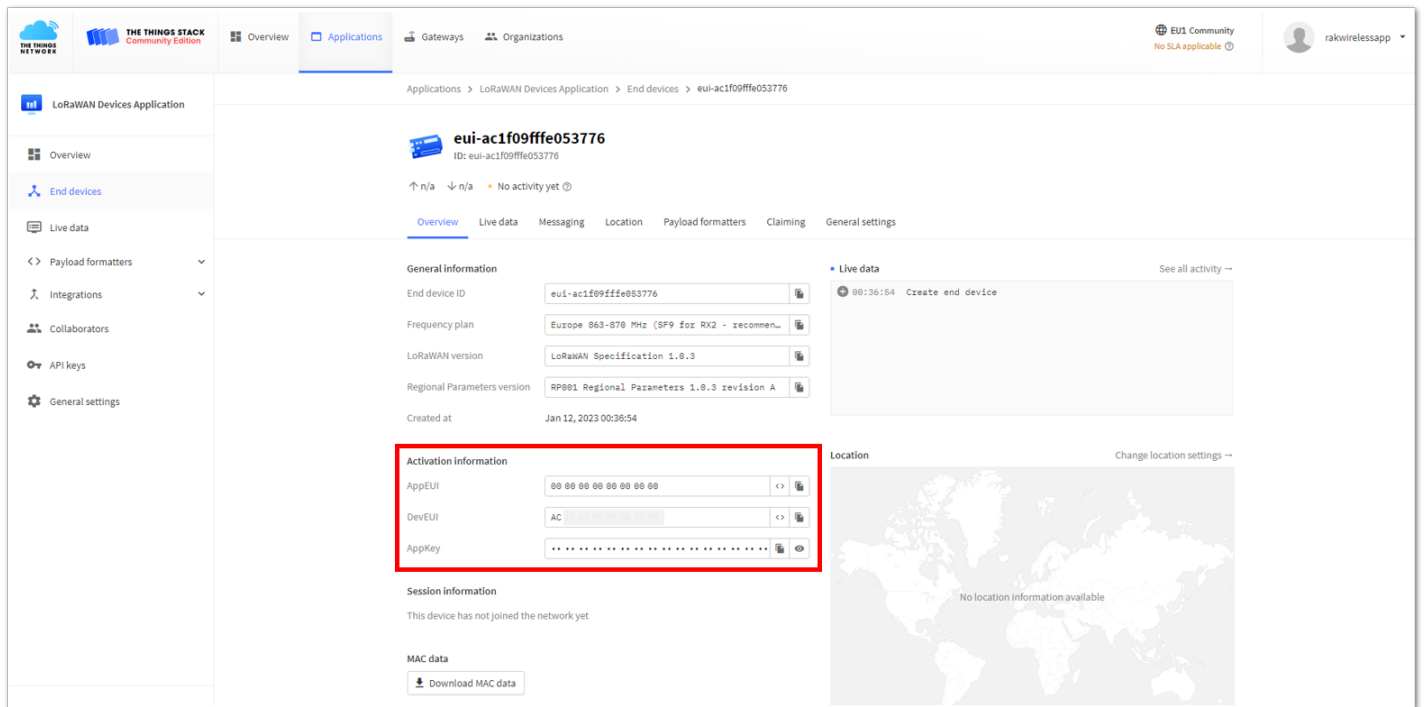 THE THINGS NETWORK
THE THINGS STACK
Community Edition
Overview
Applications
Gateways
Organizations
EU1 Community
No SLA applicable
rakwirelessapp
LoRaWAN Devices Application
Overview
End devices
Live data
Payload formatters
Integrations
Collaborators
API keys
General settings
Applications > LoRaWAN Devices Application > End devices > eui-ac1f09fffe053776
eui-ac1f09fffe053776
ID: eui-ac1f09fffe053776
↑ n/a ↓ n/a • No activity yet
Overview Live data Messaging Location Payload formatters Claiming General settings
General information
End device ID eui-ac1f09fffe053776
Frequency plan Europe 863-870 MHz (SF9 for RX2 - recommen…
LoRaWAN version LoRaWAN Specification 1.0.3
Regional Parameters version RP001 Regional Parameters 1.0.3 revision A
Created at Jan 12, 2023 00:36:54
• Live data See all activity →
00:36:54 Create end device
Activation information
AppEUI 00 00 00 00 00 00 00 00
DevEUI AC
AppKey •• •• •• •• •• •• •• •• •• •• •• •• •• •• •• ••
Session information
This device has not joined the network yet
MAC data
Download MAC data
Location Change location settings →
No location information available